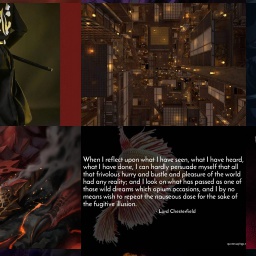 When I reflect upon what I have seen, what I have heard,
what I have done, I can hardly persuade myself that all
that frivolous hurry and bustle and pleasure of the world
had any reality; and I look on what has passed as one of
those wild dreams which opium occasions, and I by no
means wish to repeat the nauseous dose for the sake of
the fugitive illusion.
- Lord Chesterfield